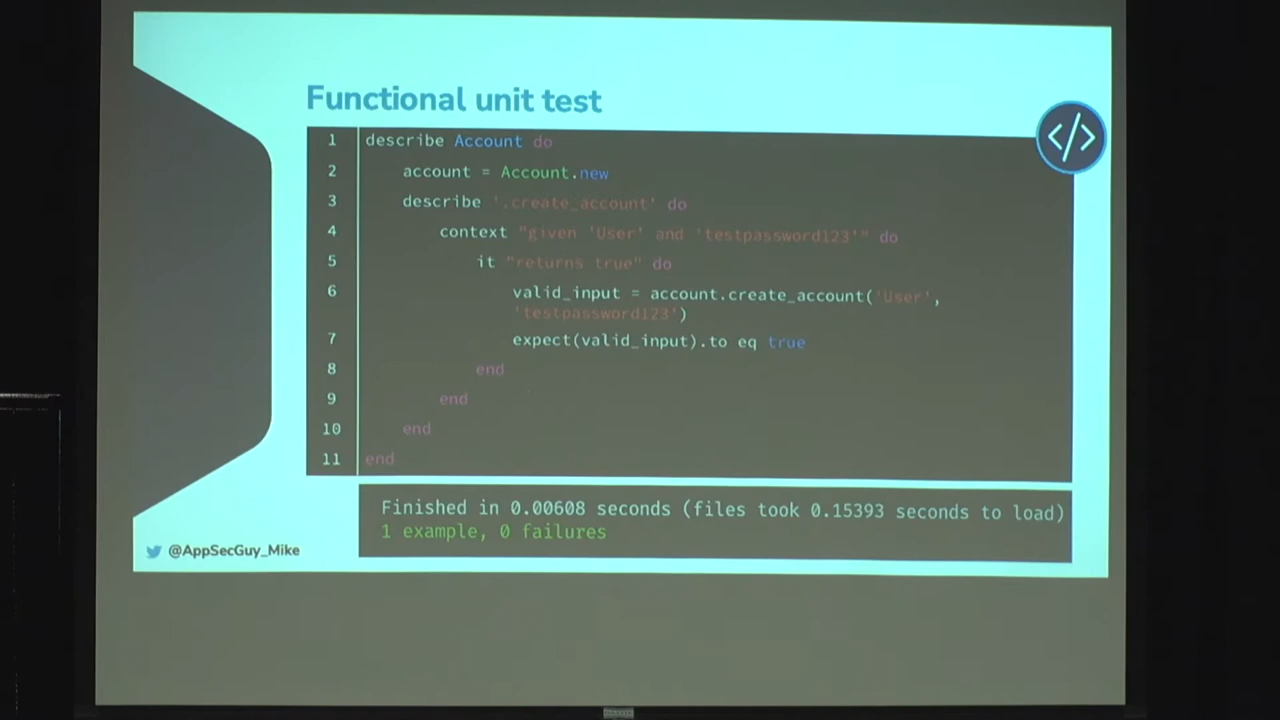 Functional unit test
</>
1 describe Account do
2 account = Account.new
3 describe '.create_account' do
4 context "given 'User' and 'testpassword123'" do
5 it "returns true" do
6 valid_input = account.create_account('User',
'testpassword123')
7 expect(valid_input).to eq true
8 end
9 end
10 end
11 end
Finished in 0.00608 seconds (files took 0.15393 seconds to load)
1 example, 0 failures
@AppSecGuy_Mike